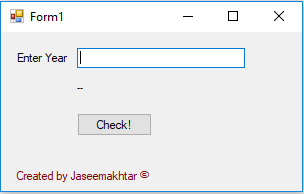 Form1
Enter Year
--
Check!
Created by Jaseemakhtar ©